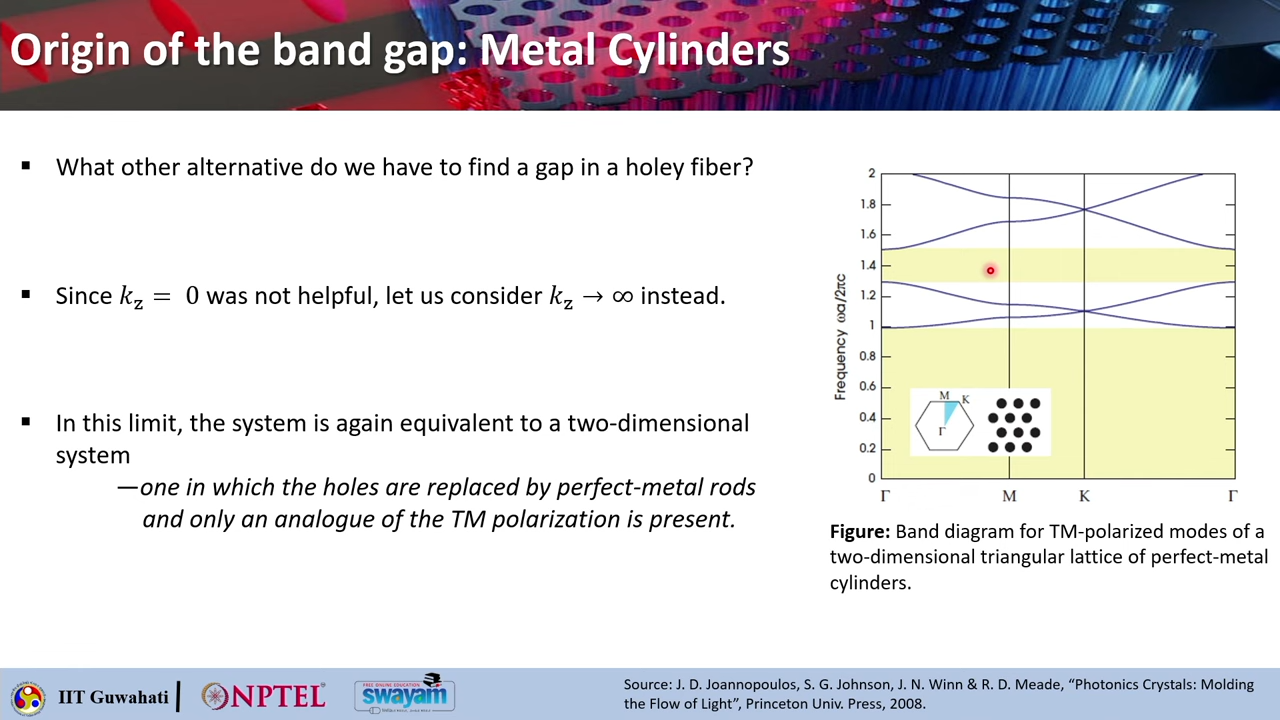 Origin of the band gap: Metal Cylinders
▪ What other alternative do we have to find a gap in a holey fiber?
▪ Since k_z = 0 was not helpful, let us consider k_z → ∞ instead.
▪ In this limit, the system is again equivalent to a two-dimensional
system
—one in which the holes are replaced by perfect-metal rods
and only an analogue of the TM polarization is present.
Frequency ωa/2πc
2
1.8
1.6
1.4
1.2
1
0.8
0.6
0.4
0.2
0
M K
Γ
Γ M K Γ
Figure: Band diagram for TM-polarized modes of a
two-dimensional triangular lattice of perfect-metal
cylinders.
IIT Guwahati
NPTEL
FREE ONLINE EDUCATION
swayam
Source: J. D. Joannopoulos, S. G. Johnson, J. N. Winn & R. D. Meade, “Photonics Crystals: Molding
the Flow of Light”, Princeton Univ. Press, 2008.